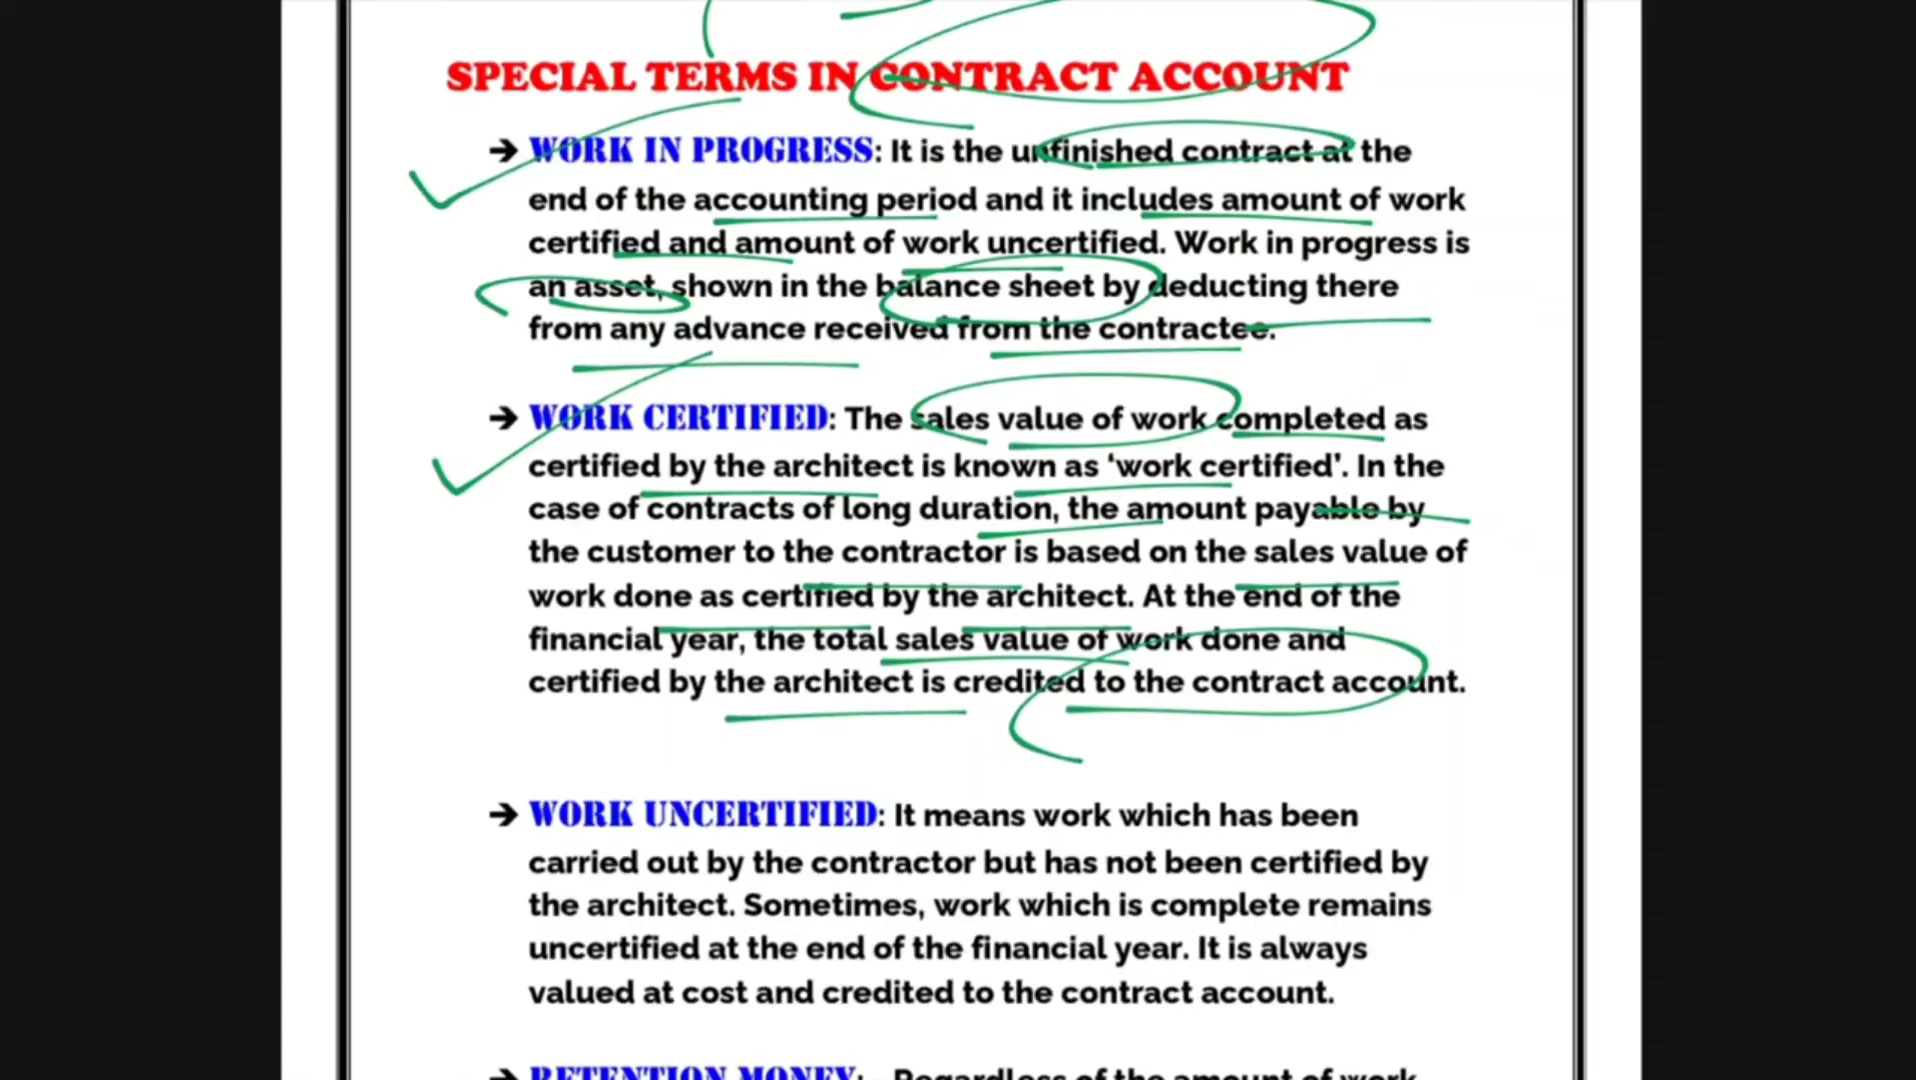 SPECIAL TERMS IN CONTRACT ACCOUNT
➔ WORK IN PROGRESS: It is the unfinished contract at the
end of the accounting period and it includes amount of work
certified and amount of work uncertified. Work in progress is
an asset, shown in the balance sheet by deducting there
from any advance received from the contractee.
➔ WORK CERTIFIED: The sales value of work completed as
certified by the architect is known as ‘work certified’. In the
case of contracts of long duration, the amount payable by
the customer to the contractor is based on the sales value of
work done as certified by the architect. At the end of the
financial year, the total sales value of work done and
certified by the architect is credited to the contract account.
➔ WORK UNCERTIFIED: It means work which has been
carried out by the contractor but has not been certified by
the architect. Sometimes, work which is complete remains
uncertified at the end of the financial year. It is always
valued at cost and credited to the contract account.
➔ RETENTION MONEY: - Regardless of the amount of work